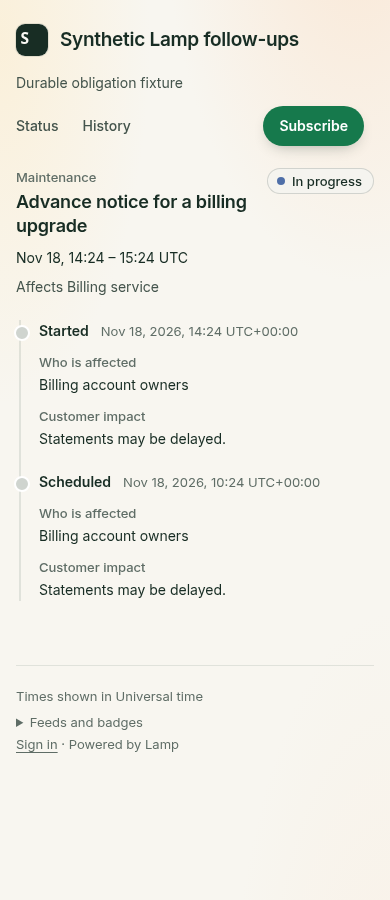 S
Synthetic Lamp follow-ups
Durable obligation fixture
Status
History
Subscribe
Maintenance
In progress
Advance notice for a billing
upgrade
Nov 18, 14:24 – 15:24 UTC
Affects Billing service
Started Nov 18, 2026, 14:24 UTC+00:00
Who is affected
Billing account owners
Customer impact
Statements may be delayed.
Scheduled Nov 18, 2026, 10:24 UTC+00:00
Who is affected
Billing account owners
Customer impact
Statements may be delayed.
Times shown in Universal time
Feeds and badges
Sign in · Powered by Lamp